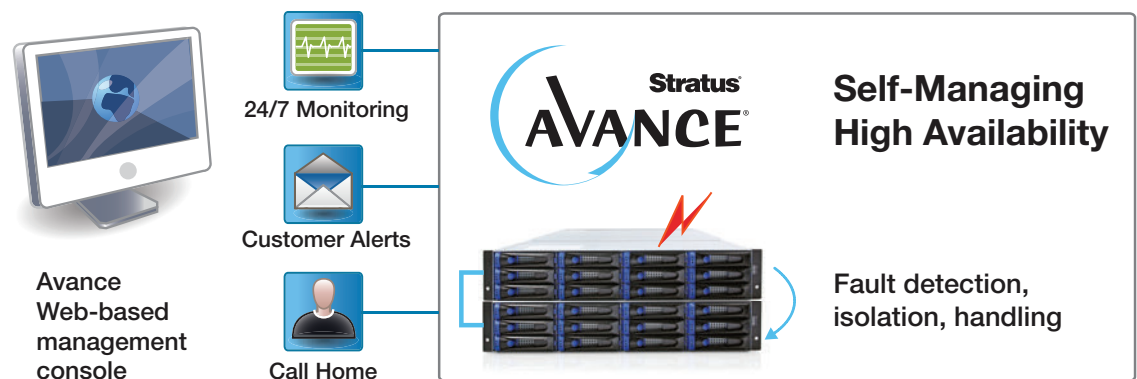 24/7 Monitoring
Customer Alerts
Call Home
Avance
Web-based
management
console
Stratus®
AVANCE®
Self-Managing
High Availability
Fault detection,
isolation, handling